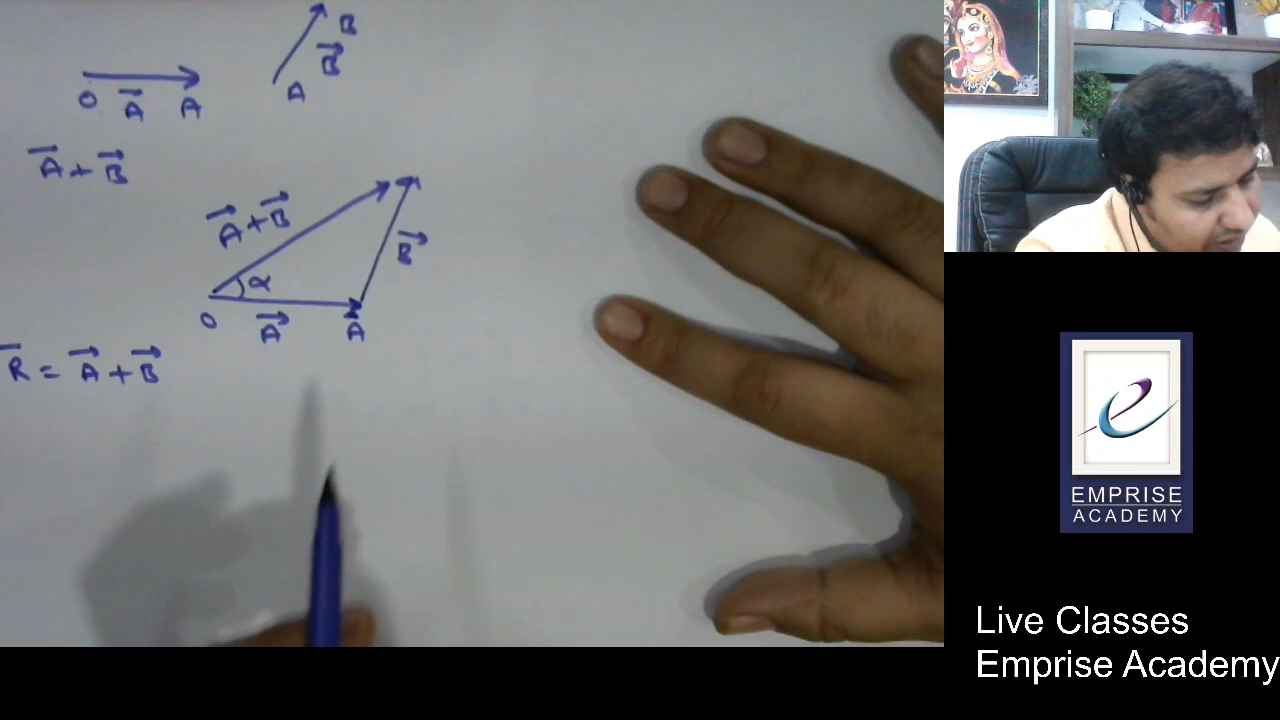 B
B⃗
A
O A⃗ A
A⃗ + B⃗
A⃗ + B⃗
B⃗
α
O A⃗ A
R⃗ = A⃗ + B⃗
EMPRISE
ACADEMY
Live Classes
Emprise Academy